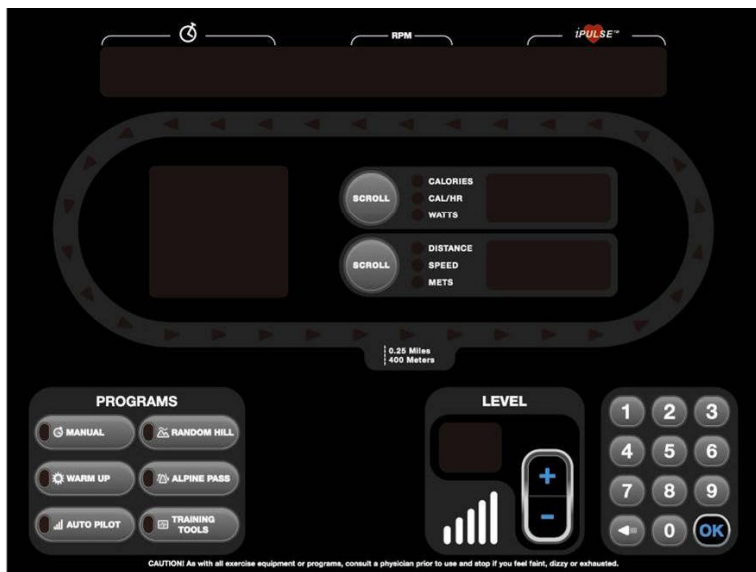 RPM
iPULSE™
SCROLL
CALORIES
CAL/HR
WATTS
SCROLL
DISTANCE
SPEED
METS
0.25 Miles
400 Meters
PROGRAMS
MANUAL
RANDOM HILL
WARM UP
ALPINE PASS
AUTO PILOT
TRAINING
TOOLS
LEVEL
+
-
1 2 3
4 5 6
7 8 9
0 OK
CAUTION! As with all exercise equipment or programs, consult a physician prior to use and stop if you feel faint, dizzy or exhausted.